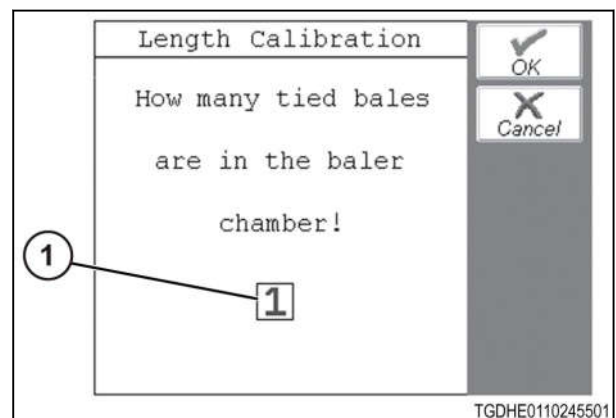 Length Calibration
OK
How many tied bales
Cancel
are in the baler
chamber!
1
1
TGDHE0110245501